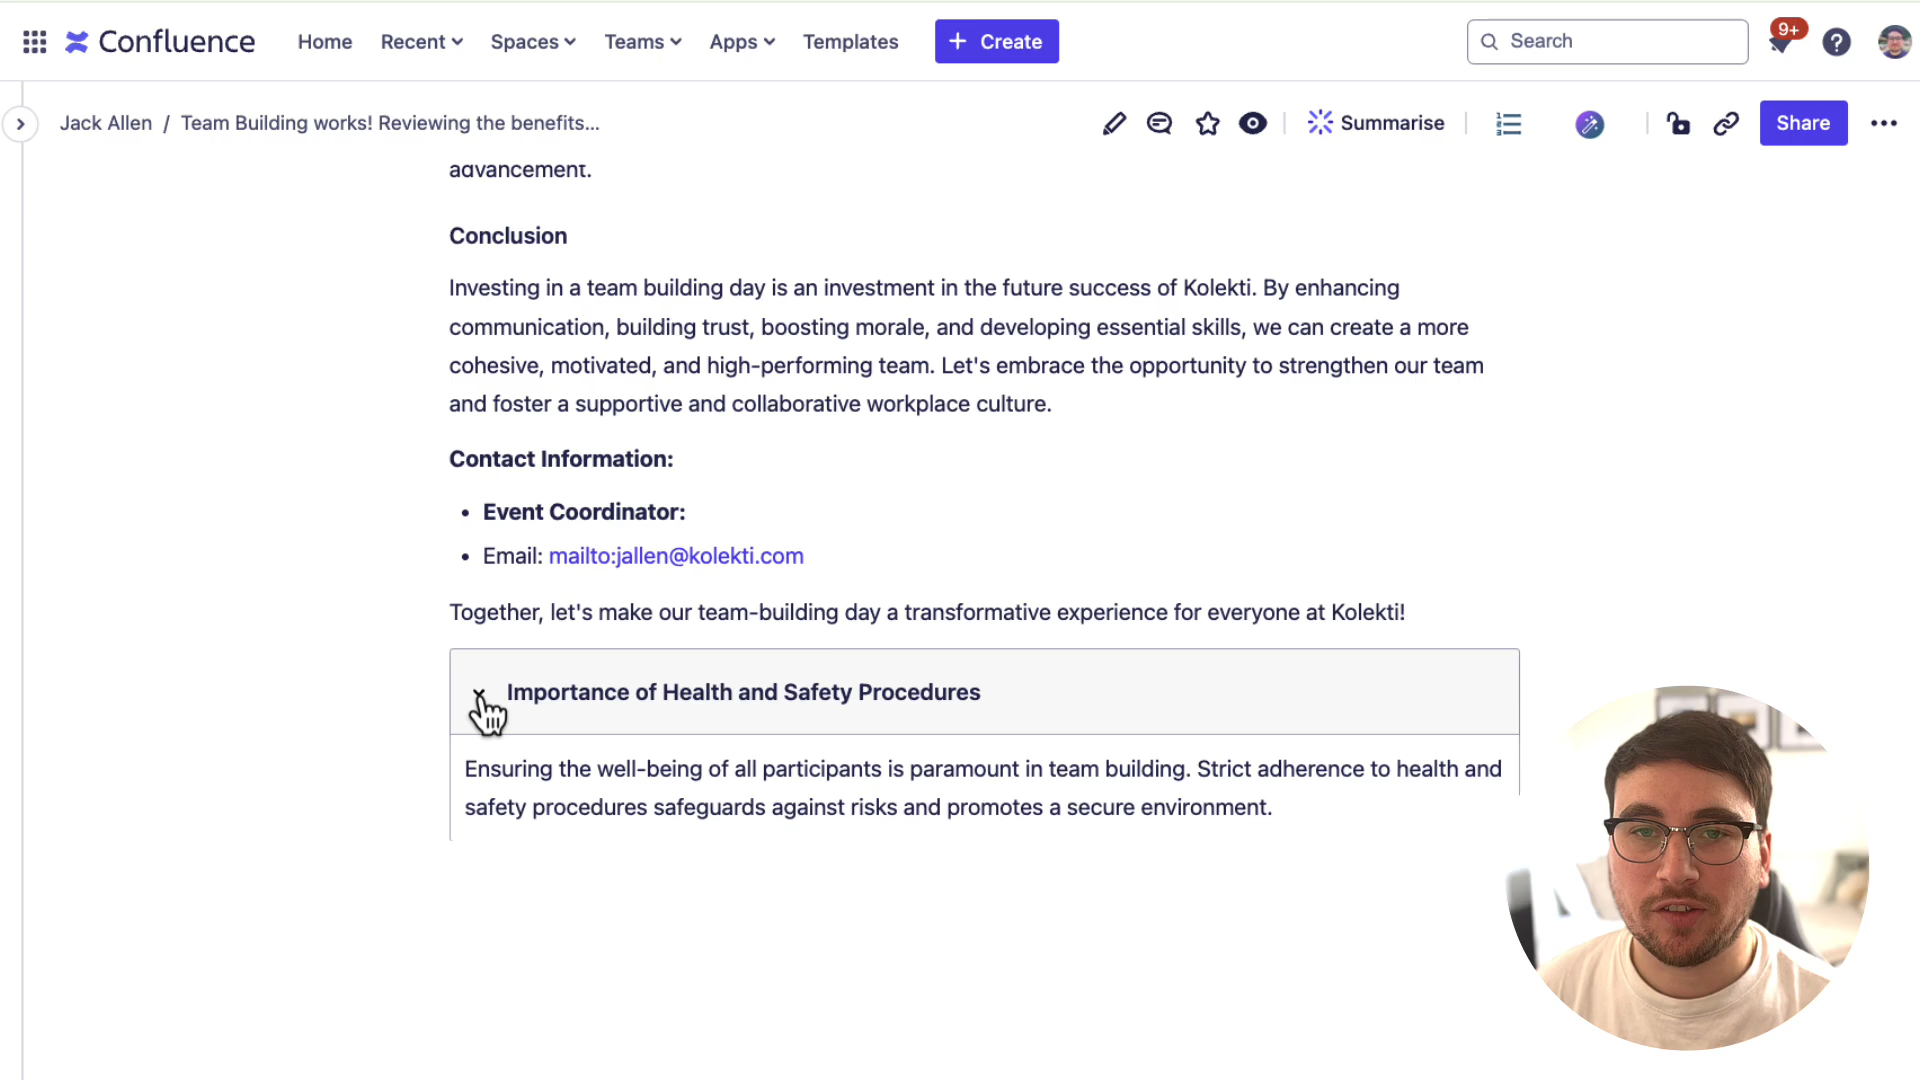 Confluence Home Recent Spaces Teams Apps Templates + Create Search 9+ ?
Jack Allen / Team Building works! Reviewing the benefits... Summarise Share
advancement.
Conclusion
Investing in a team building day is an investment in the future success of Kolekti. By enhancing
communication, building trust, boosting morale, and developing essential skills, we can create a more
cohesive, motivated, and high-performing team. Let's embrace the opportunity to strengthen our team
and foster a supportive and collaborative workplace culture.
Contact Information:
• Event Coordinator:
• Email: mailto:jallen@kolekti.com
Together, let's make our team-building day a transformative experience for everyone at Kolekti!
Importance of Health and Safety Procedures
Ensuring the well-being of all participants is paramount in team building. Strict adherence to health and
safety procedures safeguards against risks and promotes a secure environment.